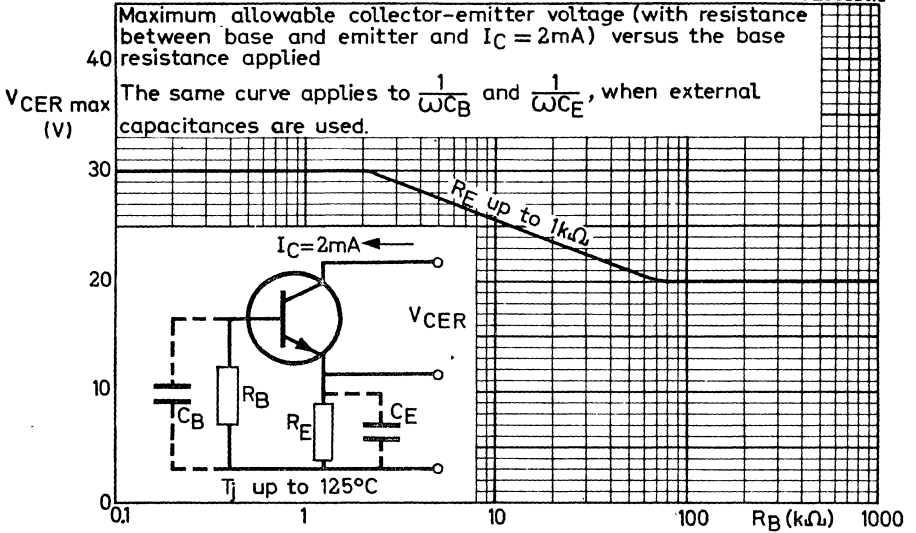 Maximum allowable collector-emitter voltage (with resistance
between base and emitter and IC = 2mA) versus the base
resistance applied
The same curve applies to 1/ωCB and 1/ωCE, when external
capacitances are used.
VCER max
(V)
40
30
20
10
0
RE up to 1kΩ
IC=2mA
VCER
CB
RB
RE
CE
Tj up to 125°C
0.1
1
10
100
RB (kΩ)
1000